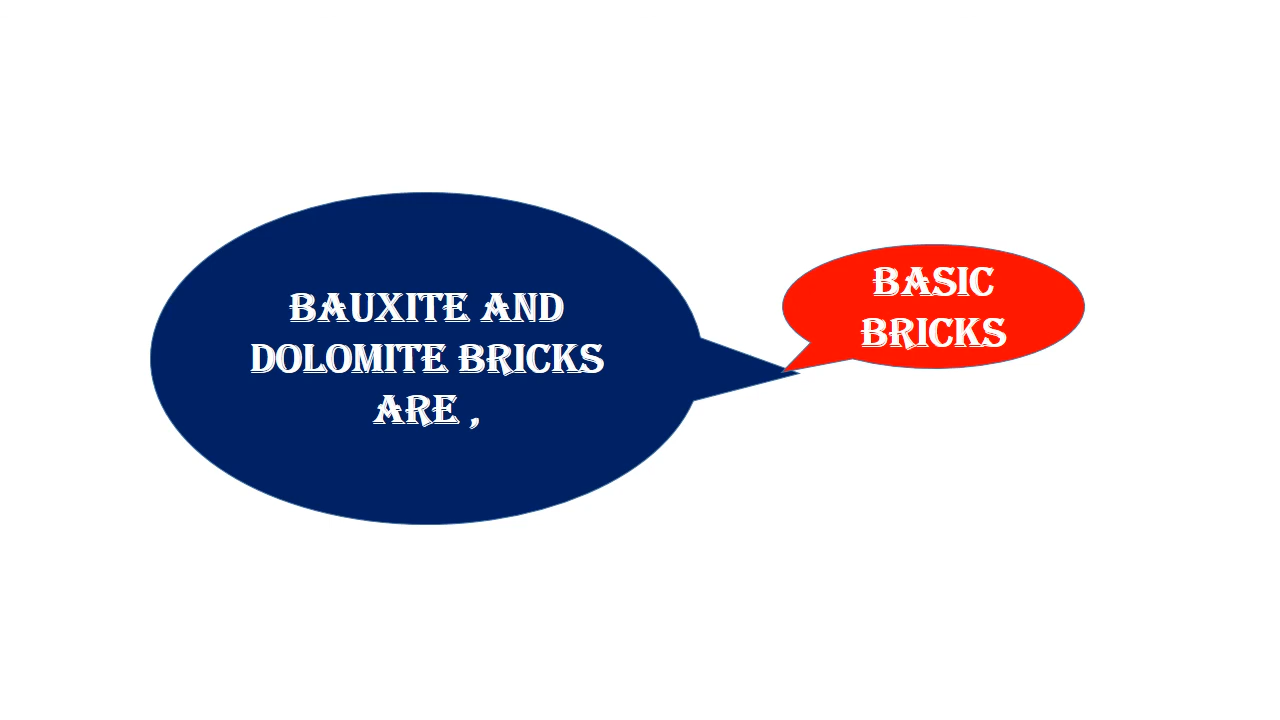 BAUXITE AND
DOLOMITE BRICKS
ARE ,
BASIC
BRICKS